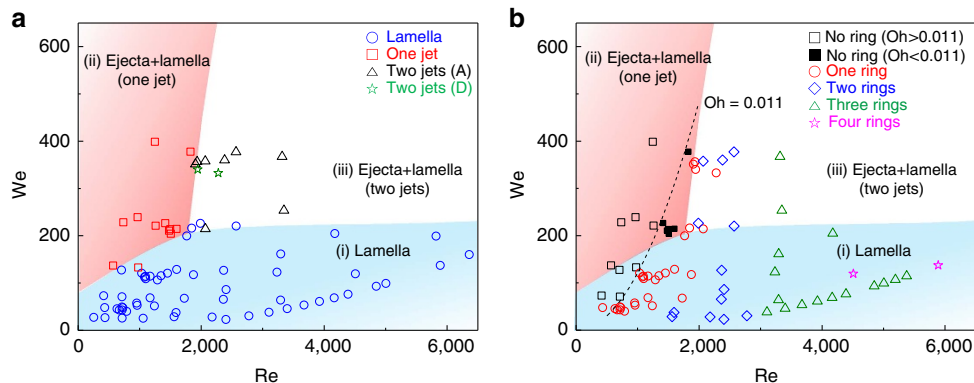 a
600
400
200
0
We
0
2,000
4,000
6,000
Re
(ii) Ejecta+lamella
(one jet)
Lamella
One jet
Two jets (A)
Two jets (D)
(iii) Ejecta+lamella
(two jets)
(i) Lamella
b
600
400
200
0
We
0
2,000
4,000
6,000
Re
(ii) Ejecta+lamella
(one jet)
Oh = 0.011
No ring (Oh>0.011)
No ring (Oh<0.011)
One ring
Two rings
Three rings
Four rings
(iii) Ejecta+lamella
(two jets)
(i) Lamella